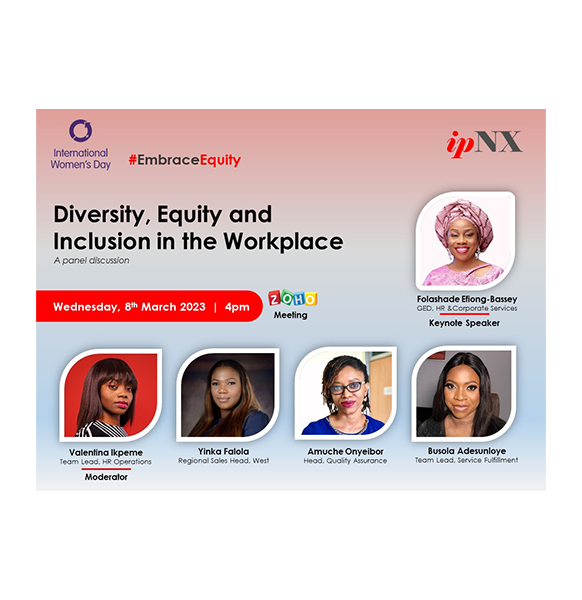 International
Women's Day
#EmbraceEquity
ipNX
Diversity, Equity and
Inclusion in the Workplace
A panel discussion
Wednesday, 8th March 2023 | 4pm
ZOHO
Meeting
Folashade Efiong-Bassey
GED, HR &Corporate Services
Keynote Speaker
Valentina Ikpeme
Team Lead, HR Operations
Moderator
Yinka Falola
Regional Sales Head, West
Amuche Onyeibor
Head, Quality Assurance
Busola Adesunloye
Team Lead, Service Fulfillment